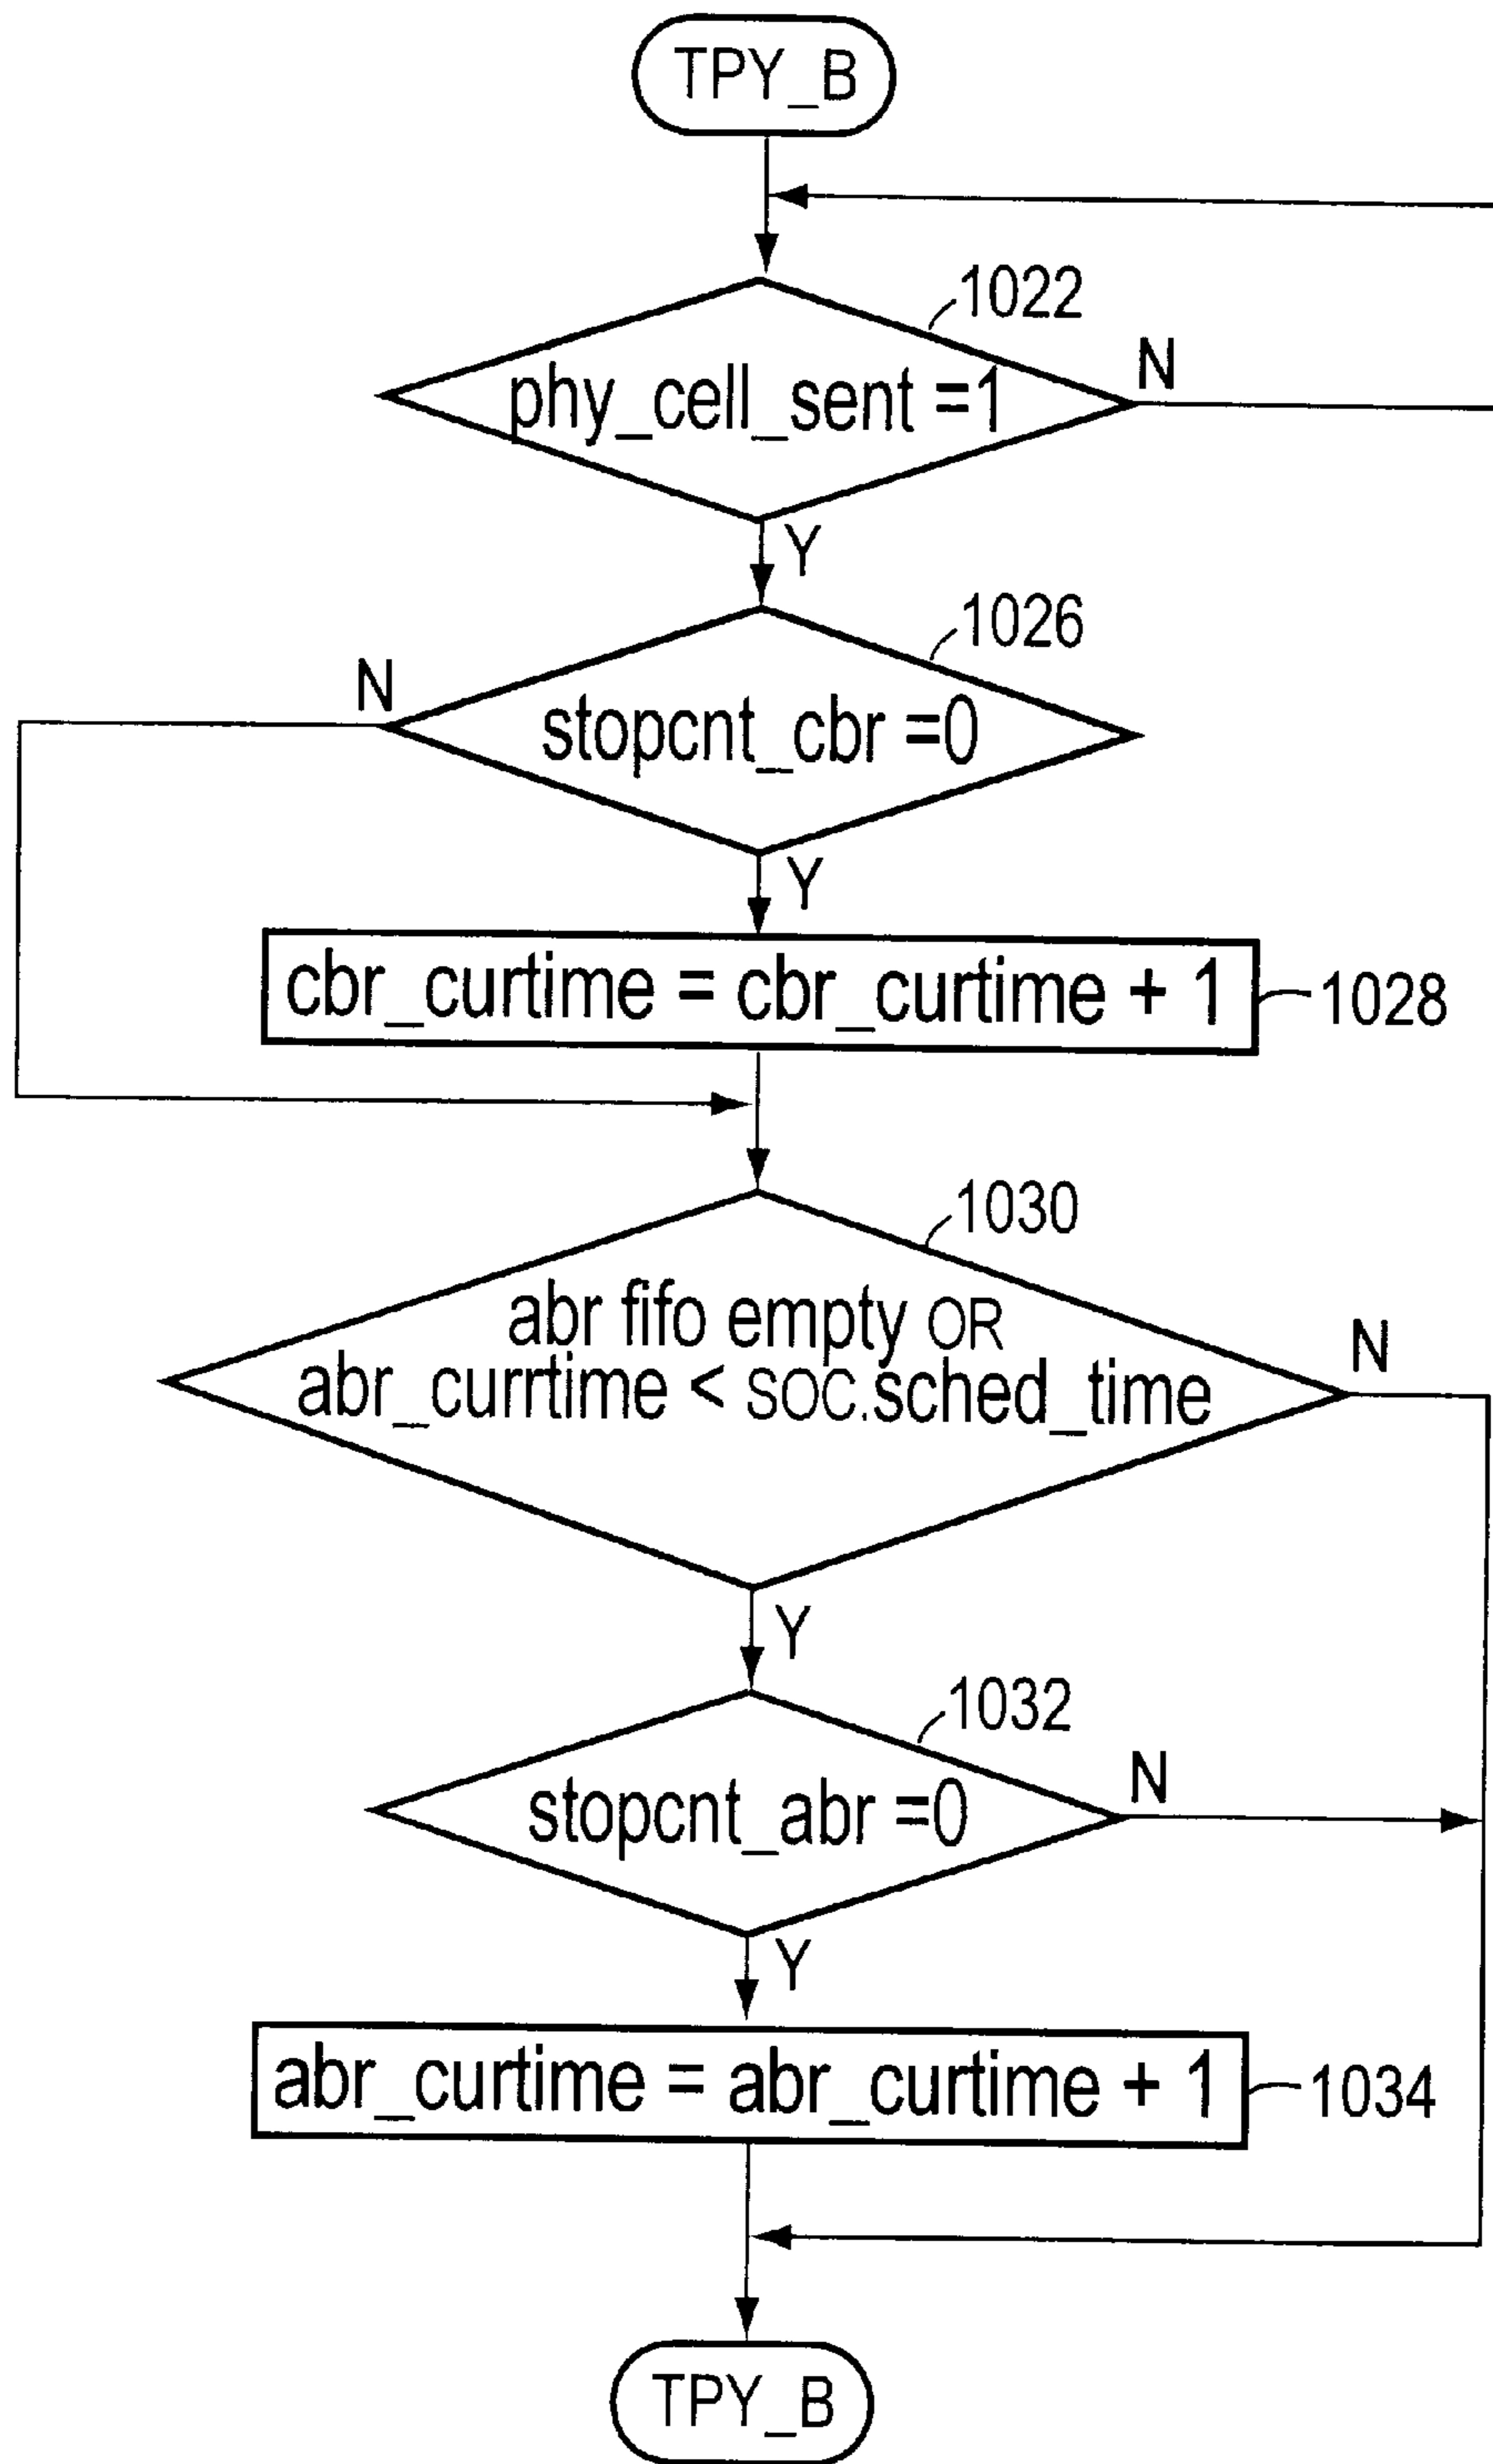 TPY_B
1022
phy_cell_sent =1
N
Y
1026
N
stopcnt_cbr =0
Y
cbr_curtime = cbr_curtime + 1
1028
1030
abr fifo empty OR
abr_currtime < SOC.sched_time
N
Y
1032
stopcnt_abr =0
N
Y
abr_curtime = abr_curtime + 1
1034
TPY_B